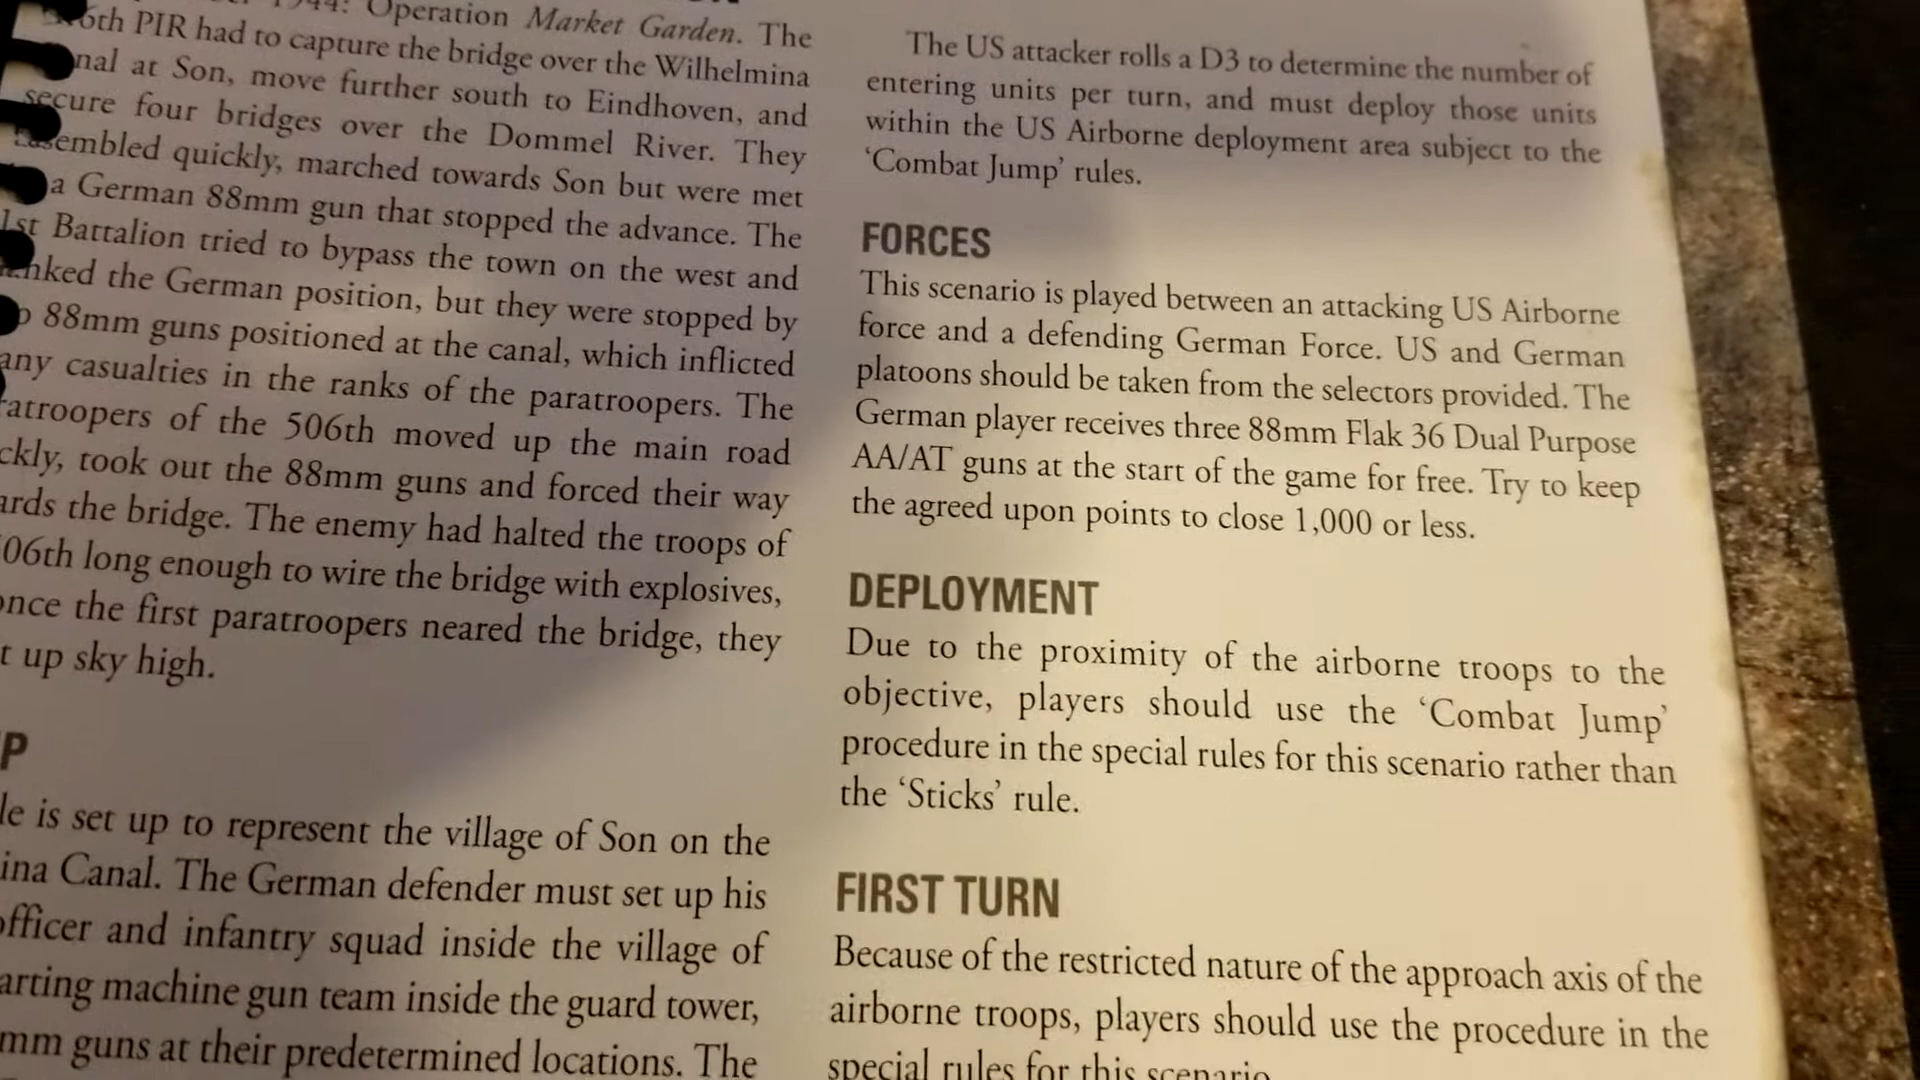 1944: Operation Market Garden. The
6th PIR had to capture the bridge over the Wilhelmina
nal at Son, move further south to Eindhoven, and
secure four bridges over the Dommel River. They
sembled quickly, marched towards Son but were met
a German 88mm gun that stopped the advance. The
1st Battalion tried to bypass the town on the west and
nked the German position, but they were stopped by
o 88mm guns positioned at the canal, which inflicted
any casualties in the ranks of the paratroopers. The
ratroopers of the 506th moved up the main road
ckly, took out the 88mm guns and forced their way
ards the bridge. The enemy had halted the troops of
06th long enough to wire the bridge with explosives,
once the first paratroopers neared the bridge, they
t up sky high.
P
le is set up to represent the village of Son on the
ina Canal. The German defender must set up his
officer and infantry squad inside the village of
arting machine gun team inside the guard tower,
mm guns at their predetermined locations. The
The US attacker rolls a D3 to determine the number of
entering units per turn, and must deploy those units
within the US Airborne deployment area subject to the
‘Combat Jump’ rules.
FORCES
This scenario is played between an attacking US Airborne
force and a defending German Force. US and German
platoons should be taken from the selectors provided. The
German player receives three 88mm Flak 36 Dual Purpose
AA/AT guns at the start of the game for free. Try to keep
the agreed upon points to close 1,000 or less.
DEPLOYMENT
Due to the proximity of the airborne troops to the
objective, players should use the ‘Combat Jump’
procedure in the special rules for this scenario rather than
the ‘Sticks’ rule.
FIRST TURN
Because of the restricted nature of the approach axis of the
airborne troops, players should use the procedure in the
special rules for this scenario.